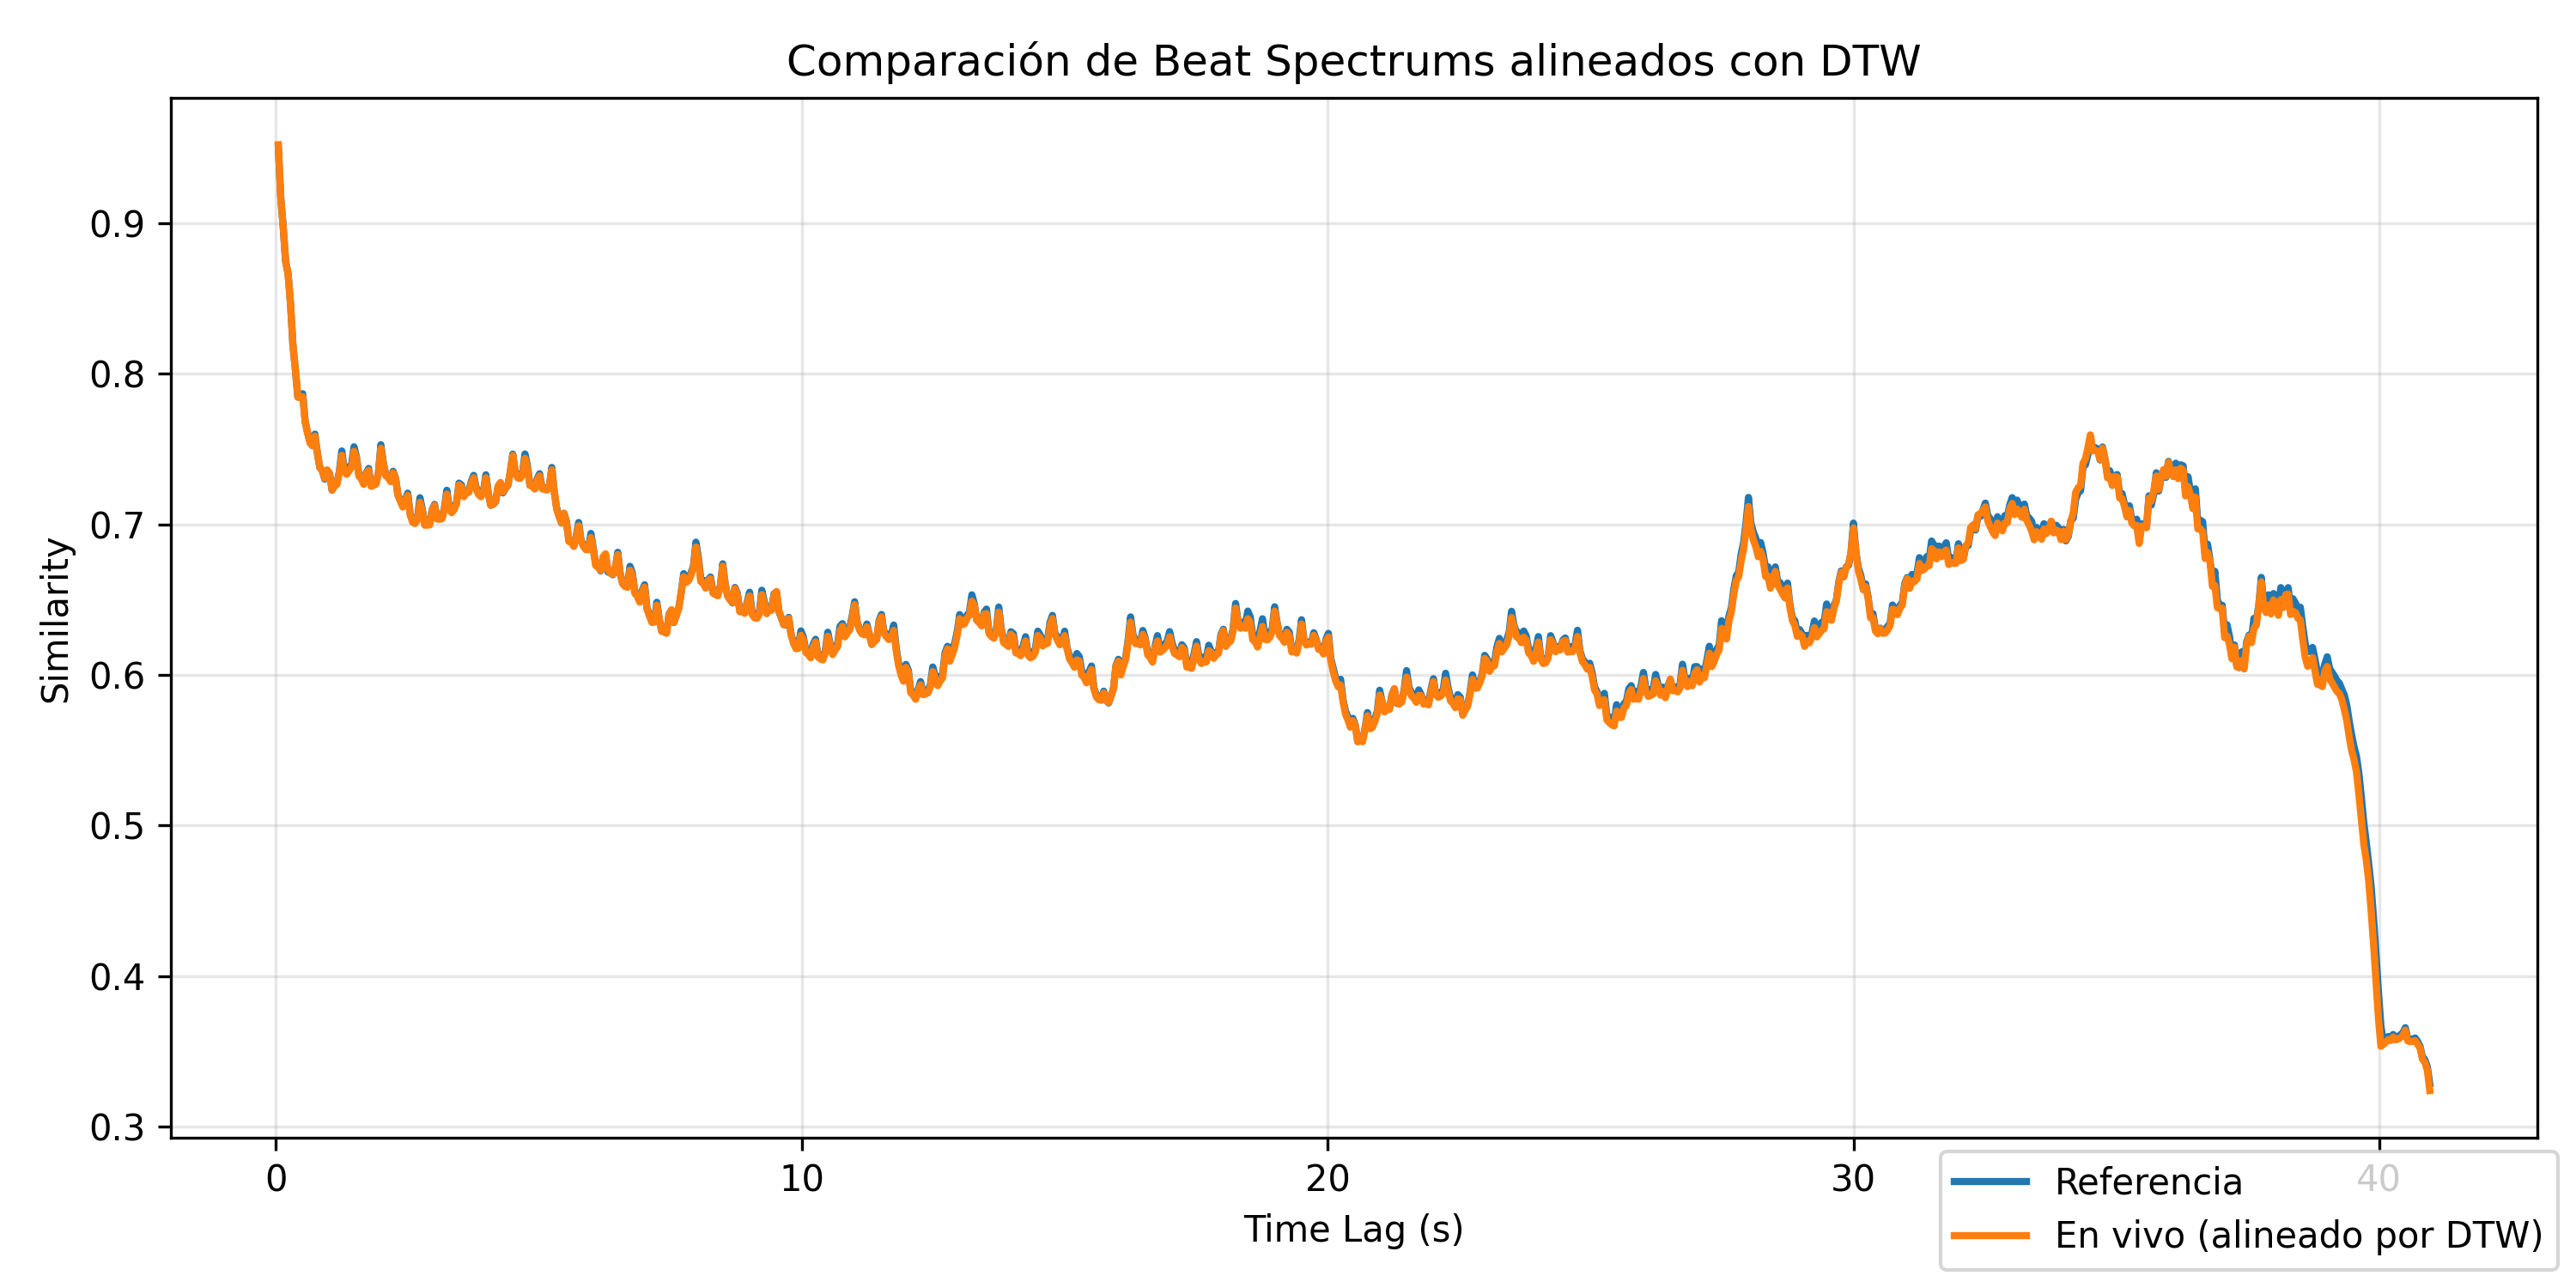 Comparación de Beat Spectrums alineados con DTW
Similarity
0.9
0.8
0.7
0.6
0.5
0.4
0.3
0
10
20
30
40
Time Lag (s)
Referencia
En vivo (alineado por DTW)